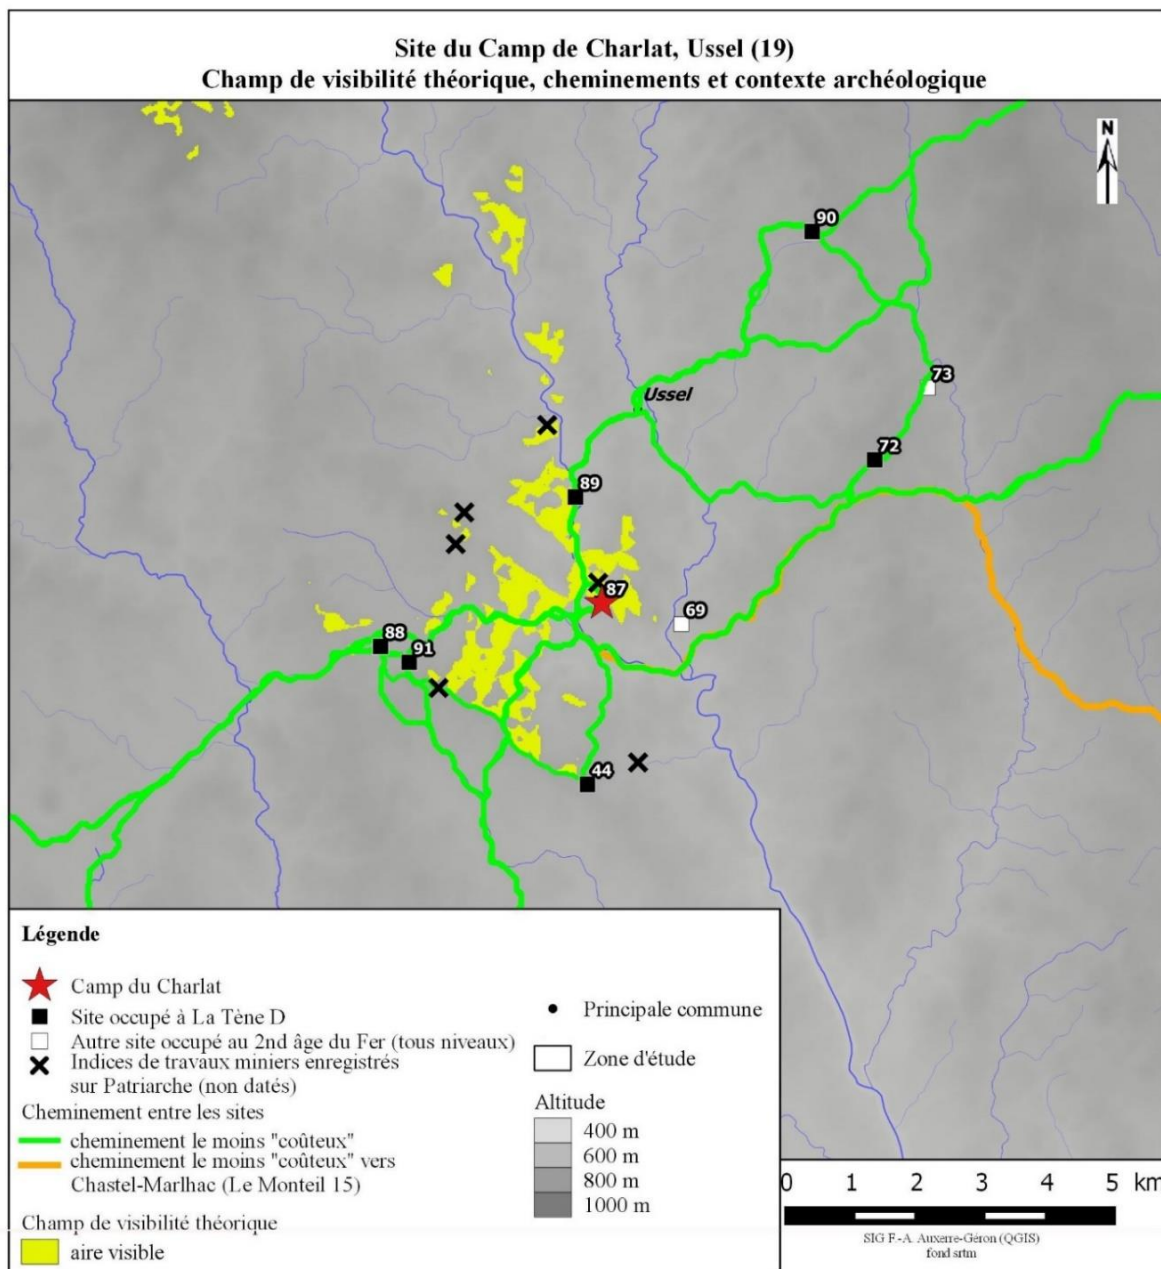 Site du Camp de Charlat, Ussel (19)
Champ de visibilité théorique, cheminements et contexte archéologique
N
90
73
Ussel
72
89
87
69
88
91
44
Légende
Camp du Charlat
Site occupé à La Tène D
Autre site occupé au 2nd âge du Fer (tous niveaux)
Indices de travaux miniers enregistrés
sur Patriarche (non datés)
Cheminement entre les sites
cheminement le moins "coûteux"
cheminement le moins "coûteux" vers
Chastel-Marlhac (Le Monteil 15)
Champ de visibilité théorique
aire visible
Principale commune
Zone d'étude
Altitude
400 m
600 m
800 m
1000 m
0 1 2 3 4 5 km
SIG F.-A. Auxerre-Géron (QGIS)
fond srtm